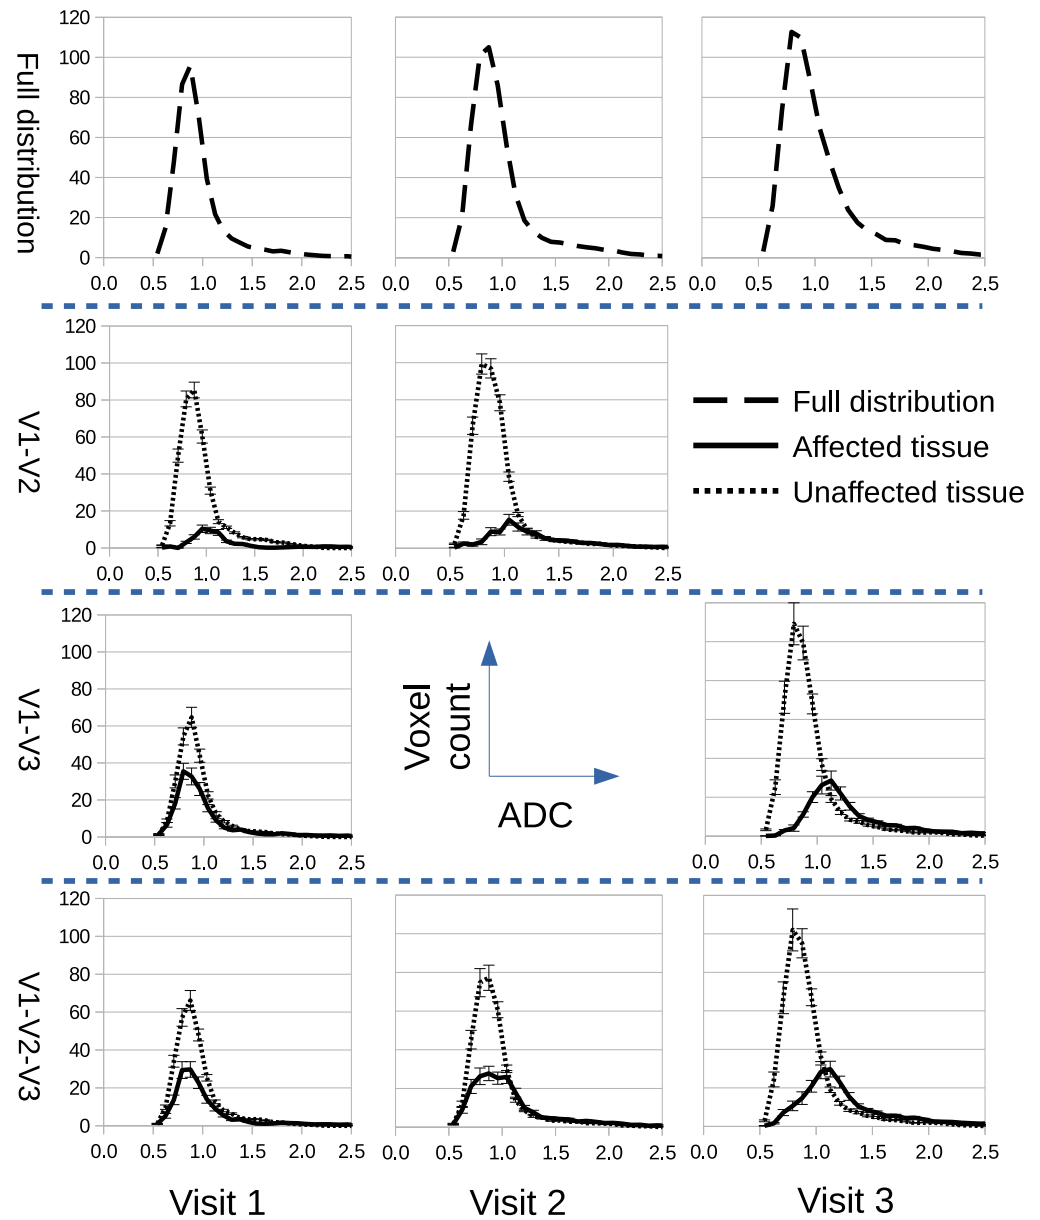 Full distribution
120
100
80
60
40
20
0
0.0 0.5 1.0 1.5 2.0 2.5
0.0 0.5 1.0 1.5 2.0 2.5
0.0 0.5 1.0 1.5 2.0 2.5
V1-V2
120
100
80
60
40
20
0
0.0 0.5 1.0 1.5 2.0 2.5
0.0 0.5 1.0 1.5 2.0 2.5
Full distribution
Affected tissue
Unaffected tissue
V1-V3
120
100
80
60
40
20
0
0.0 0.5 1.0 1.5 2.0 2.5
Voxel
count
ADC
0.0 0.5 1.0 1.5 2.0 2.5
V1-V2-V3
120
100
80
60
40
20
0
0.0 0.5 1.0 1.5 2.0 2.5
0.0 0.5 1.0 1.5 2.0 2.5
0.0 0.5 1.0 1.5 2.0 2.5
Visit 1
Visit 2
Visit 3